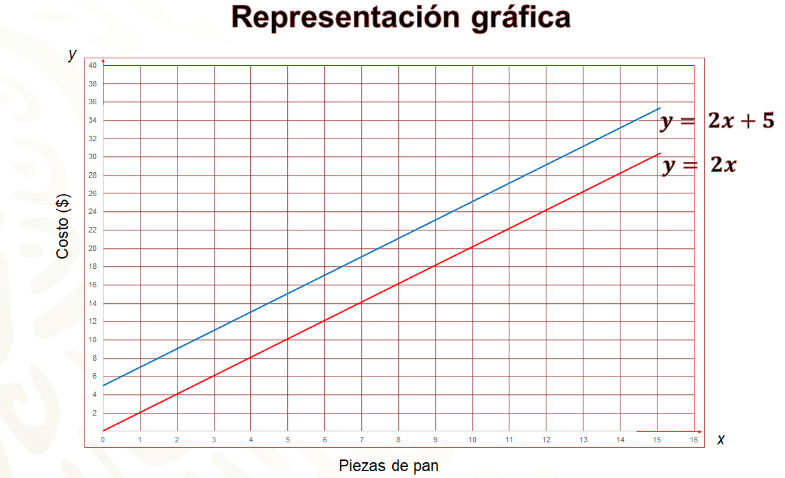 Representación gráfica
y
40
38
36
34
32
30
28
26
24
22
20
18
16
14
12
10
8
6
4
2
y = 2x + 5
y = 2x
Costo ($)
0 1 2 3 4 5 6 7 8 9 10 11 12 13 14 15 16
x
Piezas de pan